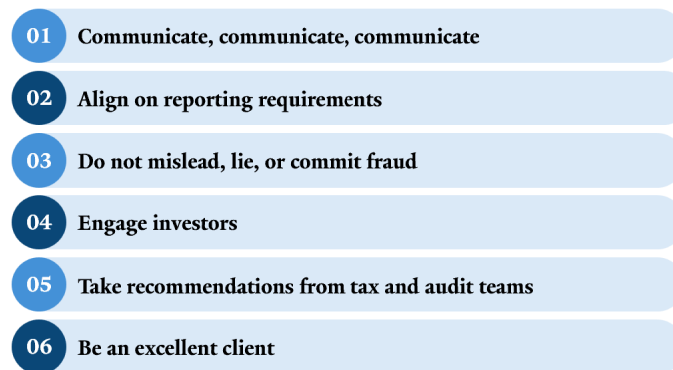 01 Communicate, communicate, communicate
02 Align on reporting requirements
03 Do not mislead, lie, or commit fraud
04 Engage investors
05 Take recommendations from tax and audit teams
06 Be an excellent client